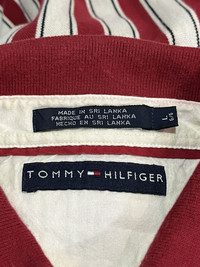 MADE IN SRI LANKA
FABRIQUE AU SRI LANKA
HECHO EN SRI LANKA
L
TOMMY HILFIGER